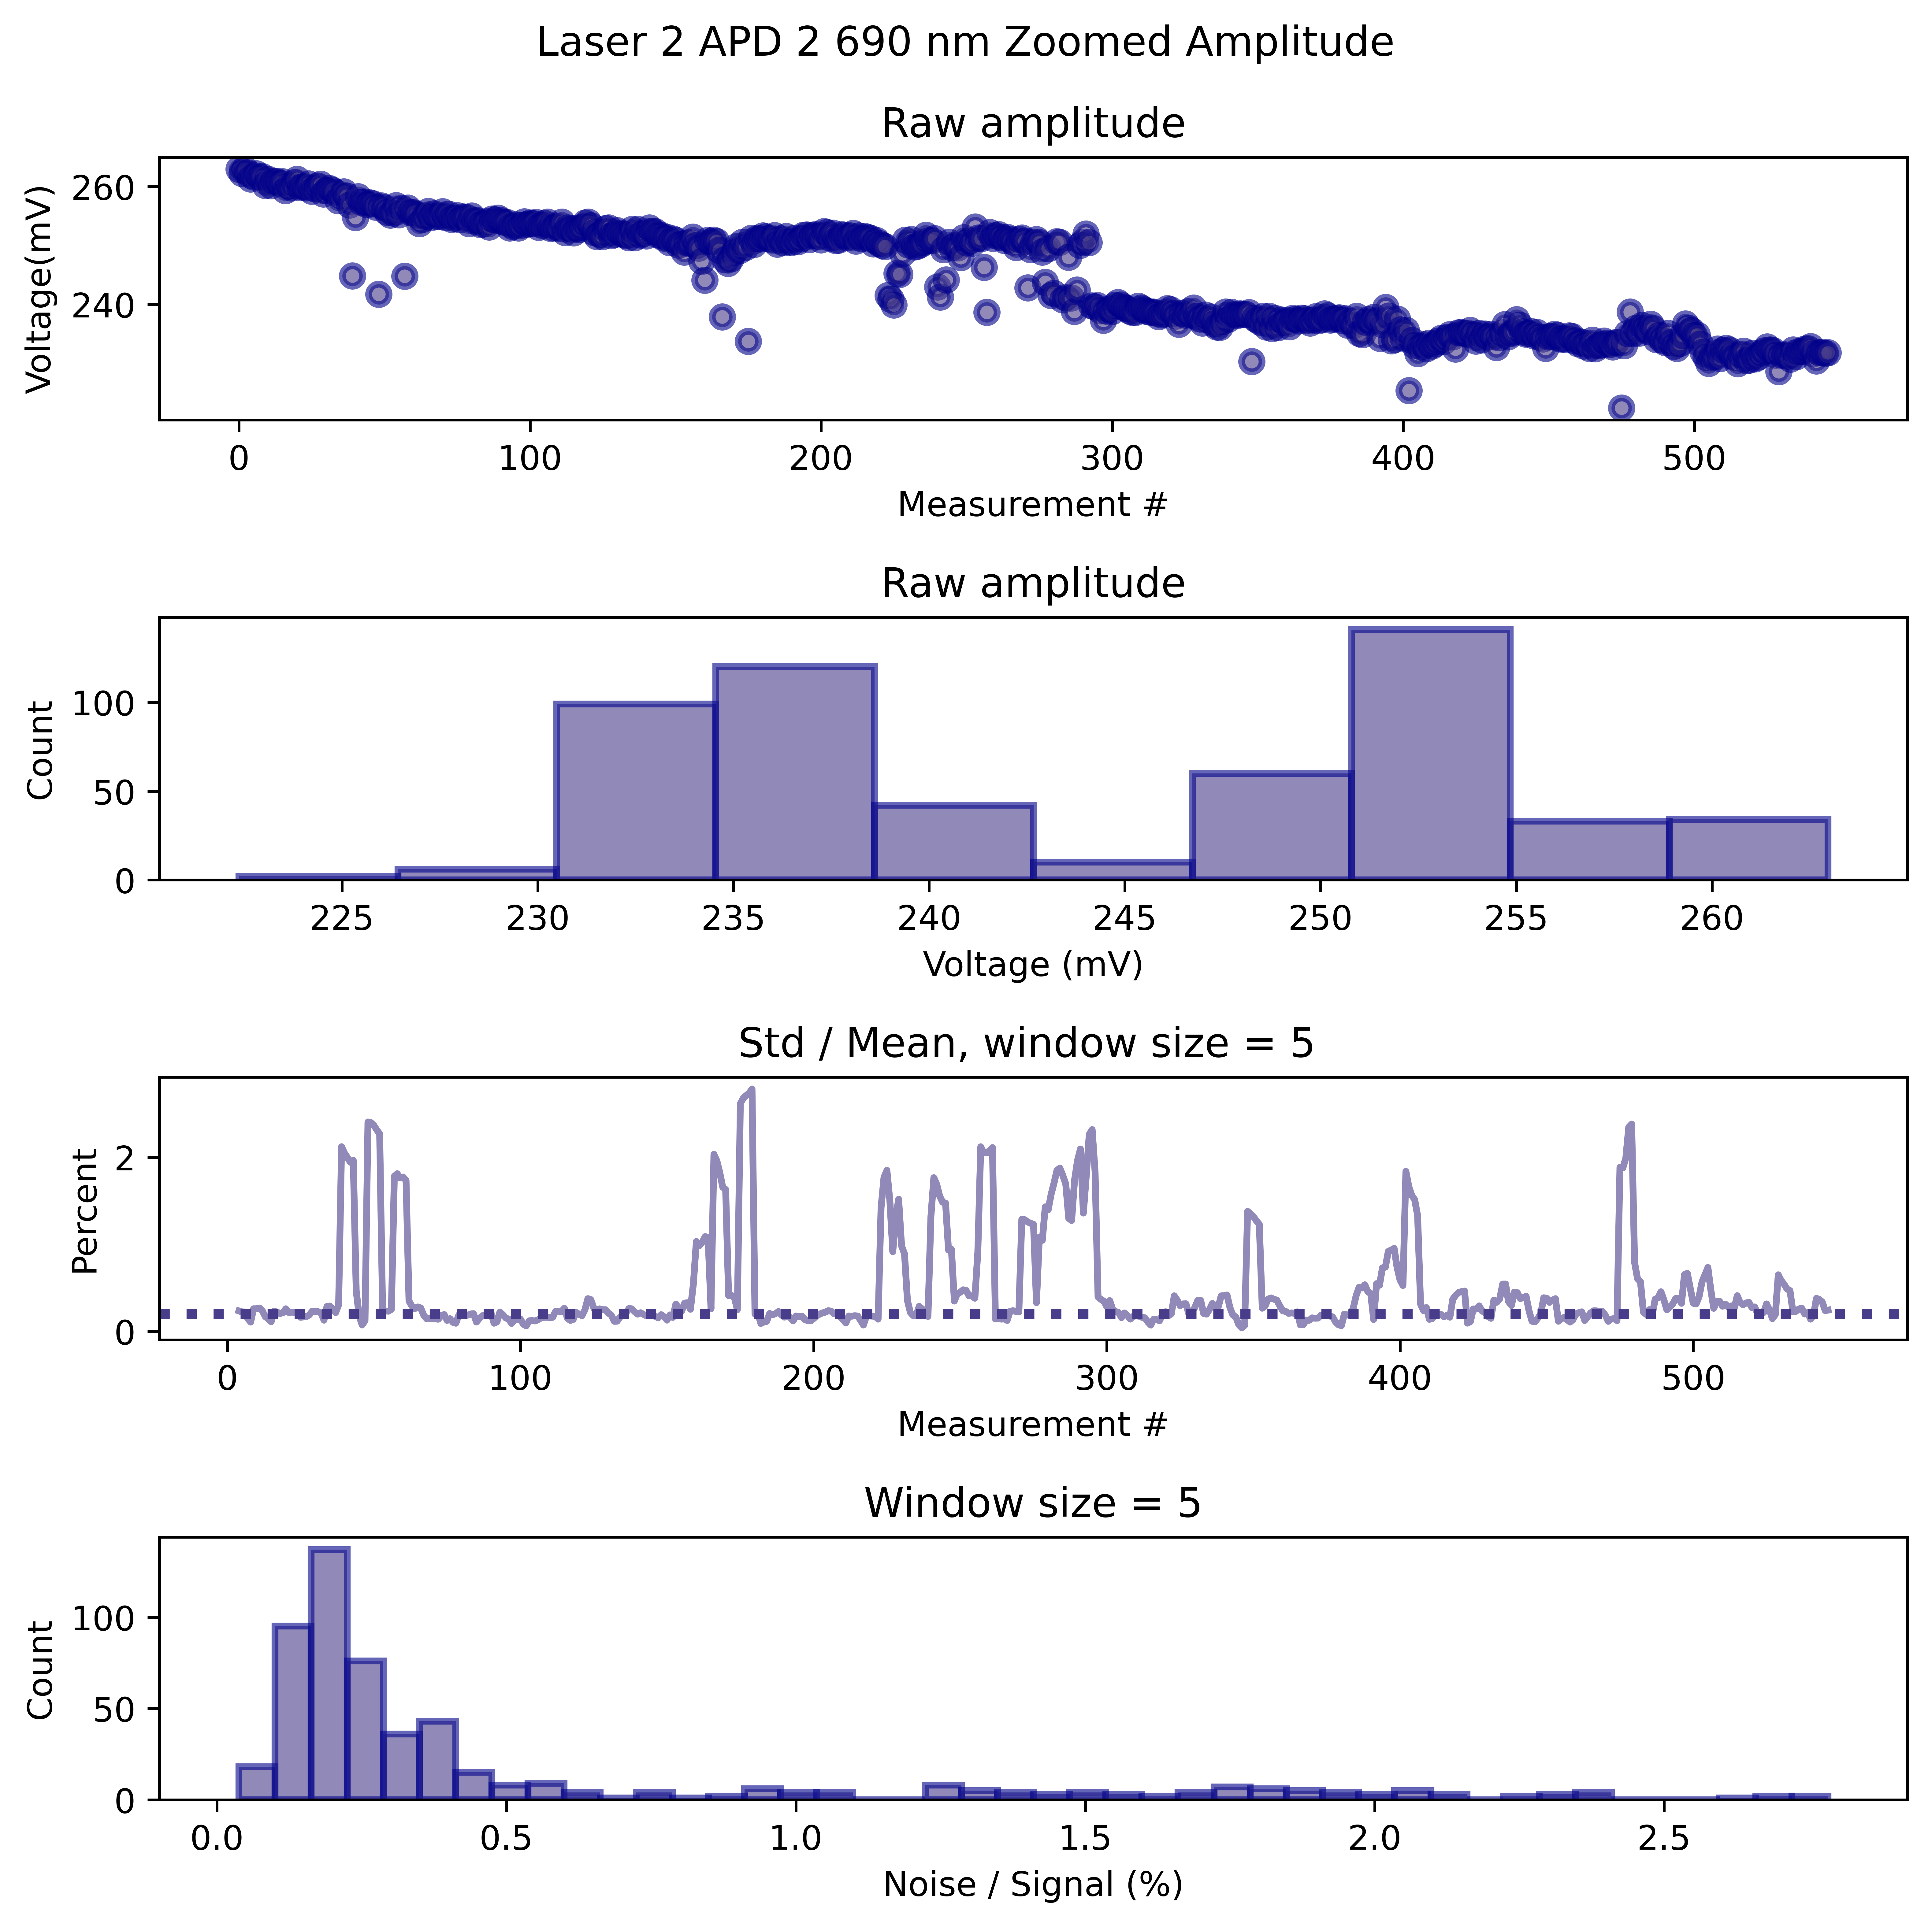 Laser 2 APD 2 690 nm Zoomed Amplitude
Raw amplitude
Voltage(mV)
260
240
0 100 200 300 400 500
Measurement #
Raw amplitude
Count
100
50
0
225 230 235 240 245 250 255 260
Voltage (mV)
Std / Mean, window size = 5
Percent
2
0
0 100 200 300 400 500
Measurement #
Window size = 5
Count
100
50
0
0.0 0.5 1.0 1.5 2.0 2.5
Noise / Signal (%)